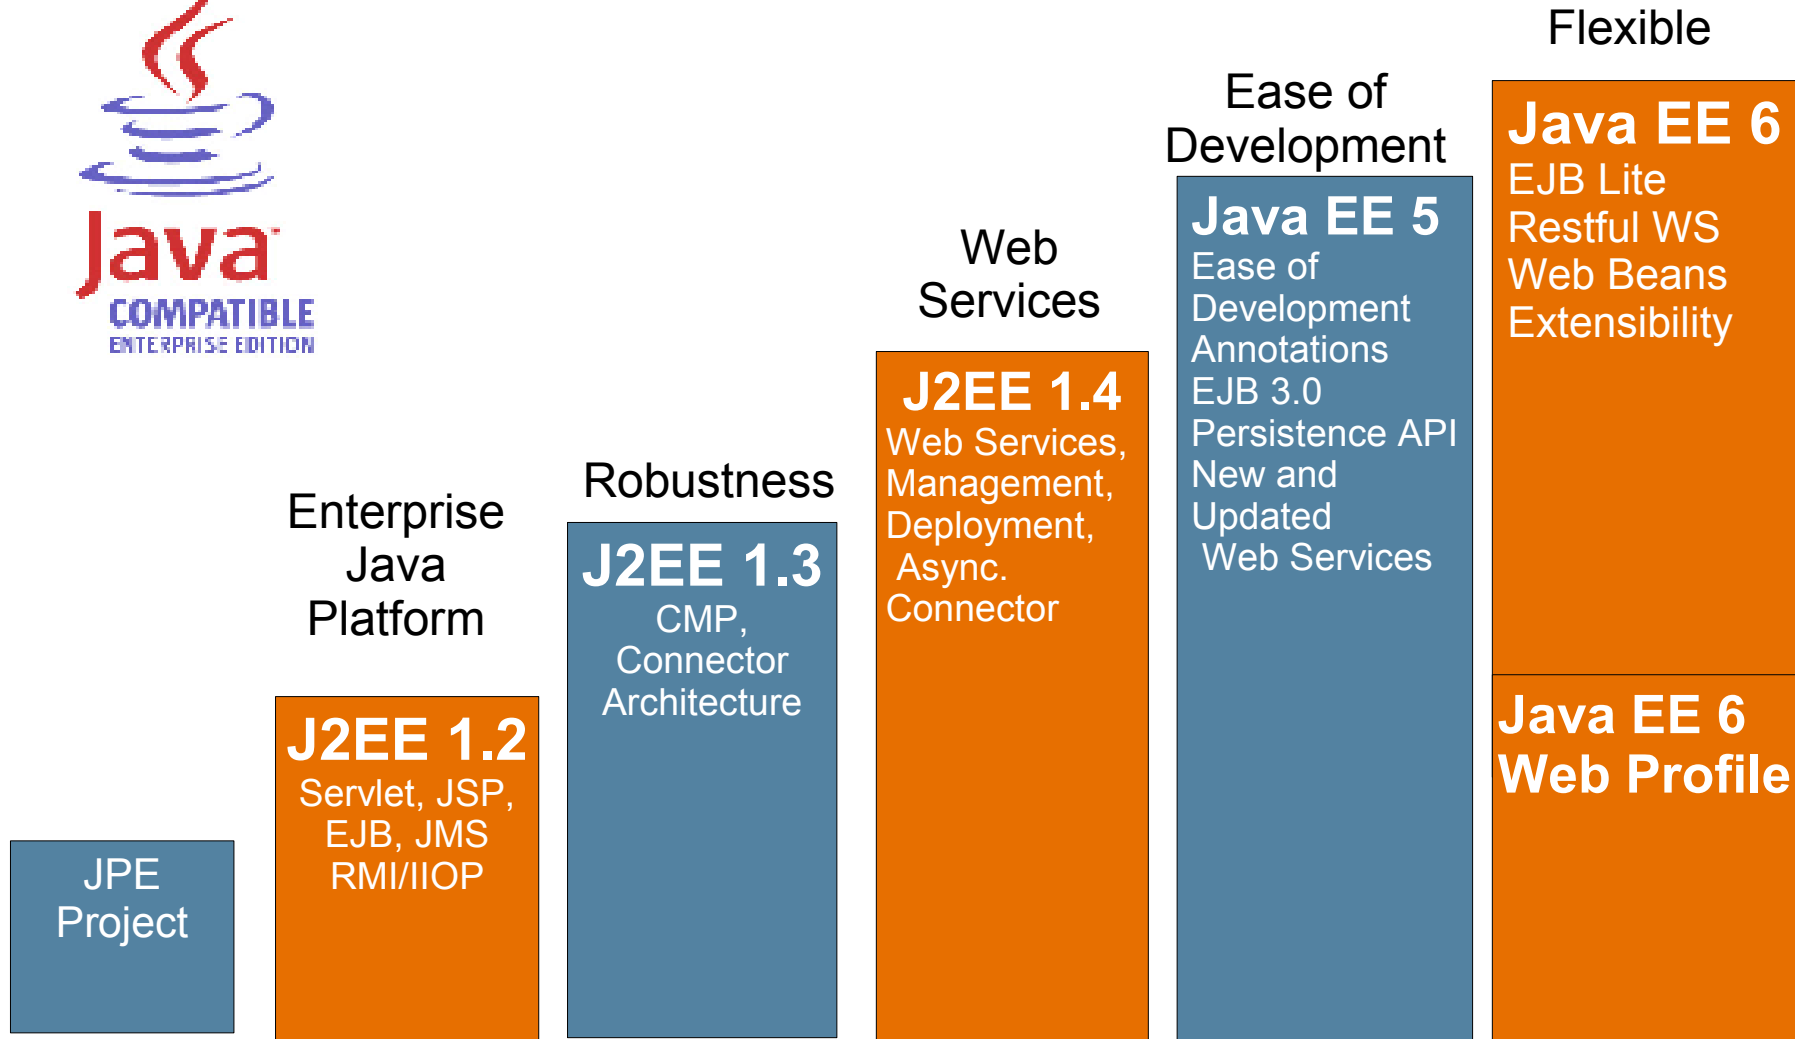 Java
COMPATIBLE
ENTERPRISE EDITION
JPE
Project
Enterprise
Java
Platform
J2EE 1.2
Servlet, JSP,
EJB, JMS
RMI/IIOP
Robustness
J2EE 1.3
CMP,
Connector
Architecture
Web
Services
J2EE 1.4
Web Services,
Management,
Deployment,
Async.
Connector
Ease of
Development
Java EE 5
Ease of
Development
Annotations
EJB 3.0
Persistence API
New and
Updated
Web Services
Flexible
Java EE 6
EJB Lite
Restful WS
Web Beans
Extensibility
Java EE 6
Web Profile